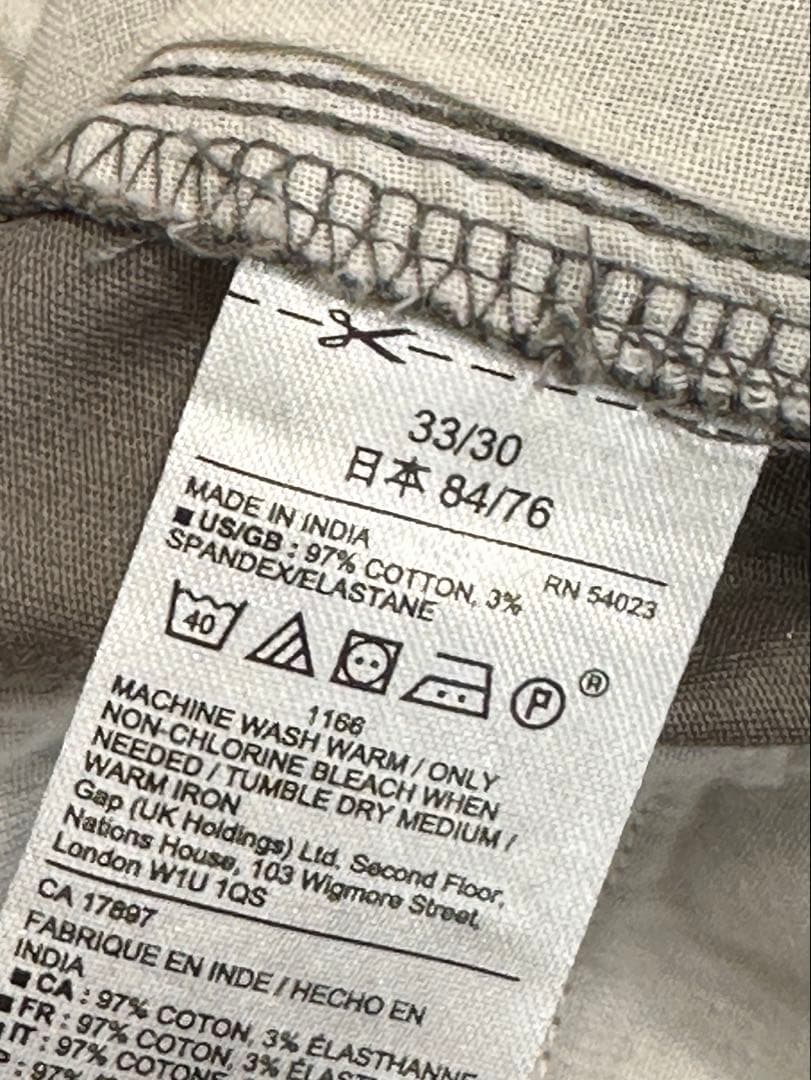 33/30
日本 84/76
MADE IN INDIA
RN 54023
■ US/GB : 97% COTTON, 3%
SPANDEX/ELASTANE
40
P
®
1166
MACHINE WASH WARM / ONLY
NON-CHLORINE BLEACH WHEN
NEEDED / TUMBLE DRY MEDIUM /
WARM IRON
Gap (UK Holdings) Ltd. Second Floor,
Nations House, 103 Wigmore Street,
London W1U 1QS
CA 17897
FABRIQUE EN INDE / HECHO EN
INDIA
■ CA : 97% COTON, 3% ÉLASTHANNE
■ FR : 97% COTON, 3%
IT : 97% COTONE,
: 97%